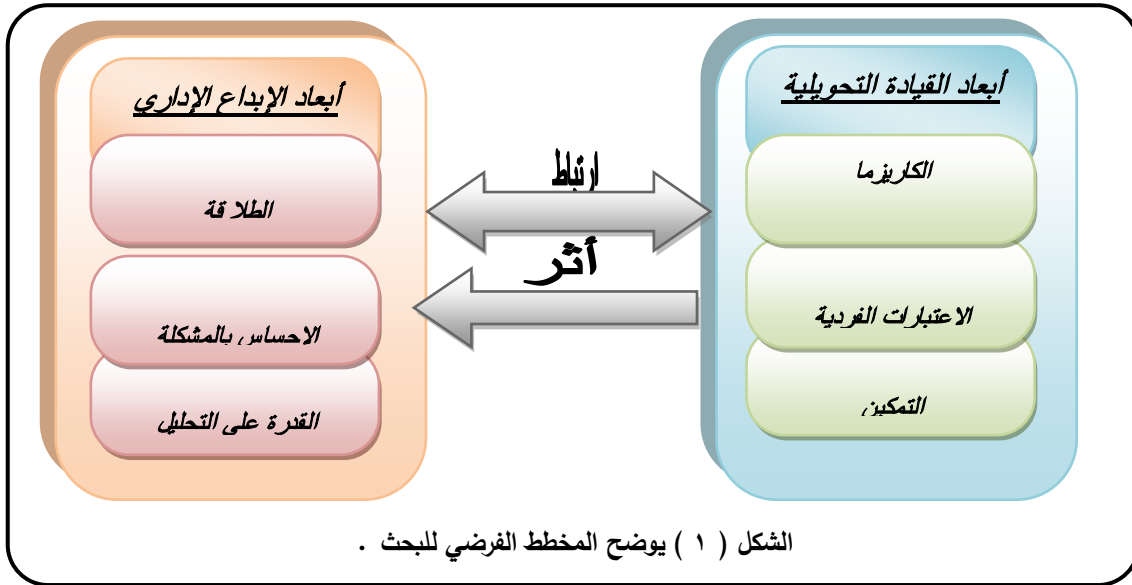 أبعاد القيادة التحويلية
الكاريزما
الاعتبارات الفردية
التمكين
ارتباط
أثر
أبعاد الإبداع الإداري
الطلاقة
الاحساس بالمشكلة
القدرة على التحليل
الشكل ( ١ ) يوضح المخطط الفرضي للبحث .